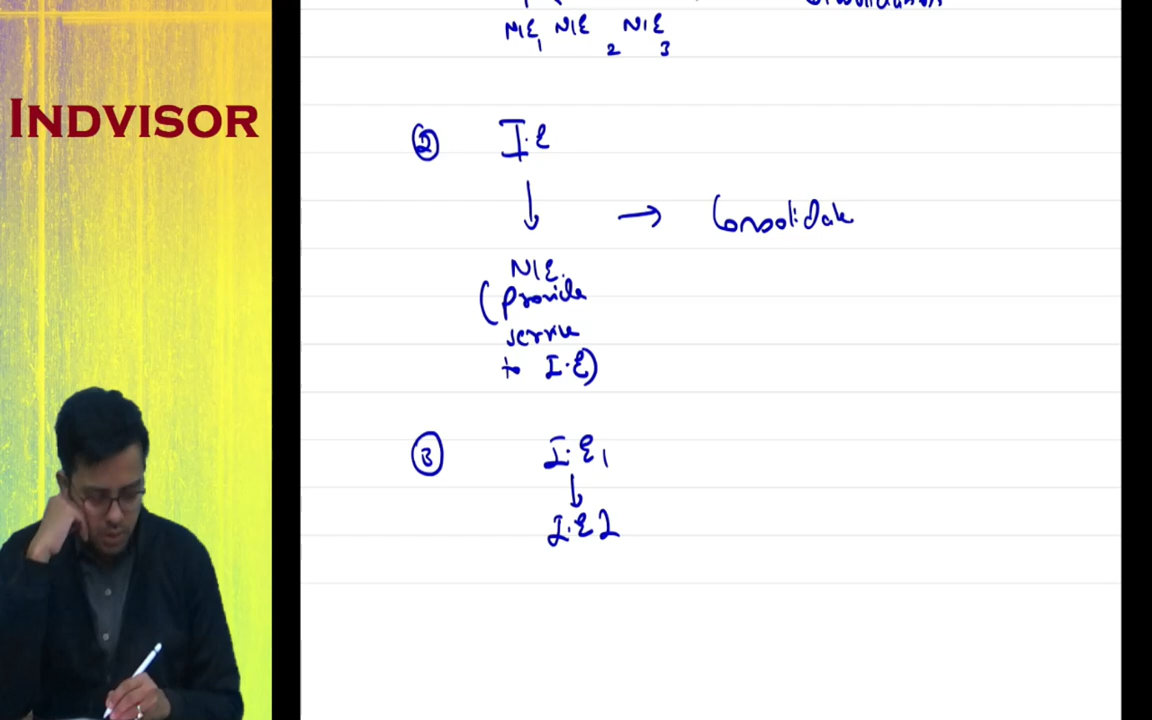 INDVISOR
NIE1 NIE2 NIE3
② I.E
↓
→ Consolidate
NIE.
(Provide
service
to I.E)
③ I.E1
↓
I.E2